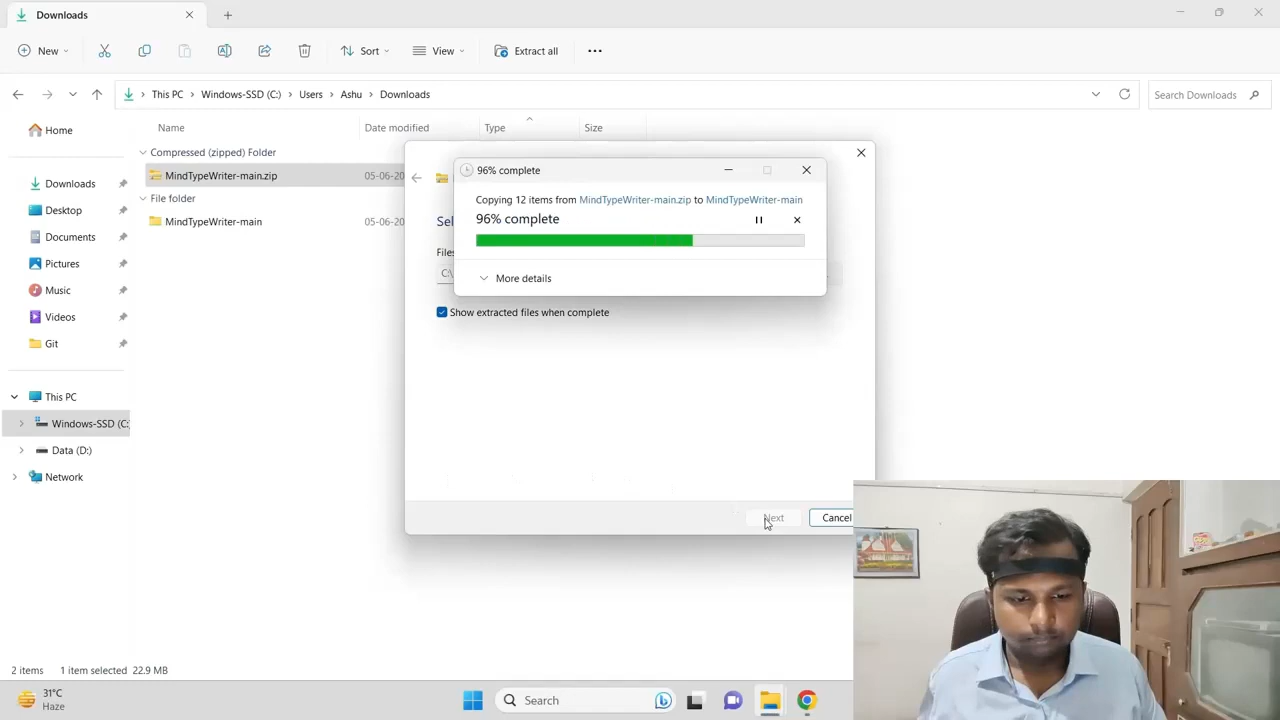 Downloads
New
Sort
View
Extract all
This PC
Windows-SSD (C:)
Users
Ashu
Downloads
Search Downloads
Home
Name
Date modified
Type
Size
Compressed (zipped) Folder
MindTypeWriter-main.zip
05-06-20
File folder
MindTypeWriter-main
05-06-20
Downloads
Desktop
Documents
Pictures
Music
Videos
Git
This PC
Windows-SSD (C:
Data (D:)
Network
96% complete
Copying 12 items from MindTypeWriter-main.zip to MindTypeWriter-main
96% complete
More details
Sel
Files
C:\
Show extracted files when complete
Next
Cancel
2 items
1 item selected 22.9 MB
31°C
Haze
Search